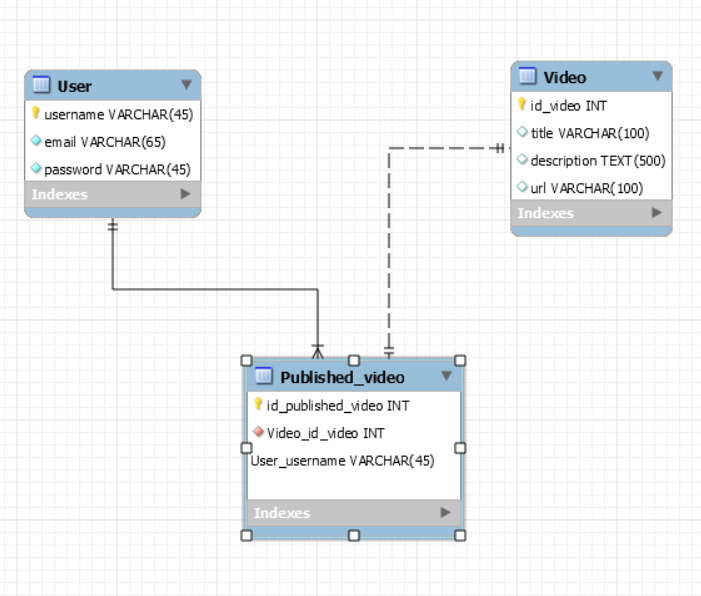 User
username VARCHAR(45)
email VARCHAR(65)
password VARCHAR(45)
Indexes
Video
id_video INT
title VARCHAR(100)
description TEXT(500)
url VARCHAR(100)
Indexes
Published_video
id_published_video INT
Video_id_video INT
User_username VARCHAR(45)
Indexes